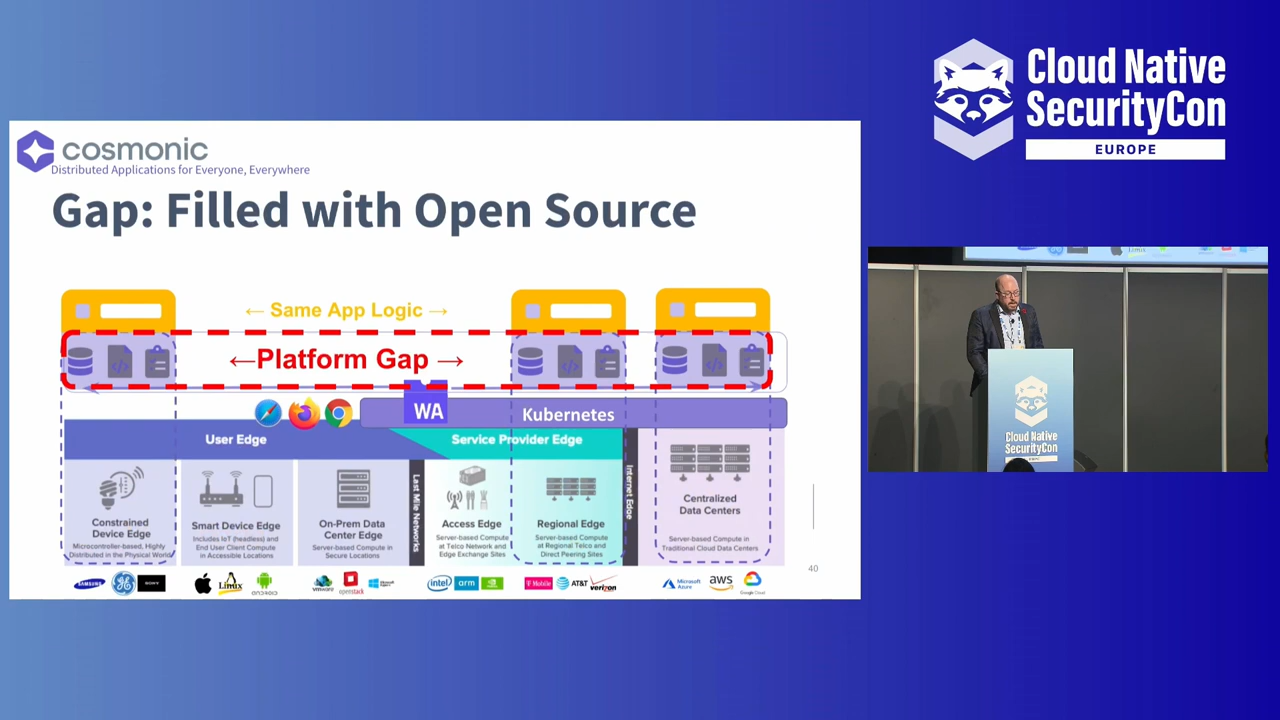 Cloud Native
SecurityCon
EUROPE
cosmonic
Distributed Applications for Everyone, Everywhere
Gap: Filled with Open Source
← Same App Logic →
←Platform Gap →
WA
Kubernetes
User Edge
Service Provider Edge
Last Mile Networks
Internet Edge
Constrained
Device Edge
Microcontroller-based, Highly
Distributed in the Physical World
Smart Device Edge
Includes IoT (headless) and
End User Client Compute
in Accessible Locations
On-Prem Data
Center Edge
Server-based Compute in
Secure Locations
Access Edge
Server-based Compute
at Telco Network and
Edge Exchange Sites
Regional Edge
Server-based Compute
at Regional Telco and
Direct Peering Sites
Centralized
Data Centers
Server-based Compute in
Traditional Cloud Data Centers
SAMSUNG
SONY
Linux
ANDROID
vmware
openstack
intel
arm
T Mobile
AT&T
verizon
Microsoft
Azure
aws
Google Cloud
40
Cloud Native
SecurityCon